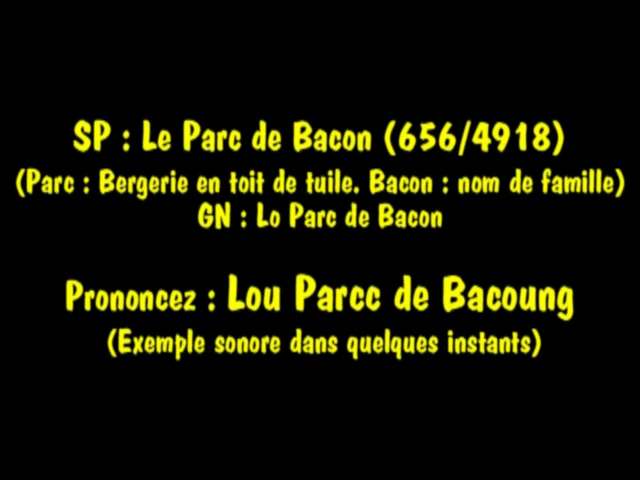 SP : Le Parc de Bacon (656/4918)
(Parc : Bergerie en toit de tuile. Bacon : nom de famille)
GN : Lo Parc de Bacon
Prononcez : Lou Parcc de Bacoung
(Exemple sonore dans quelques instants)